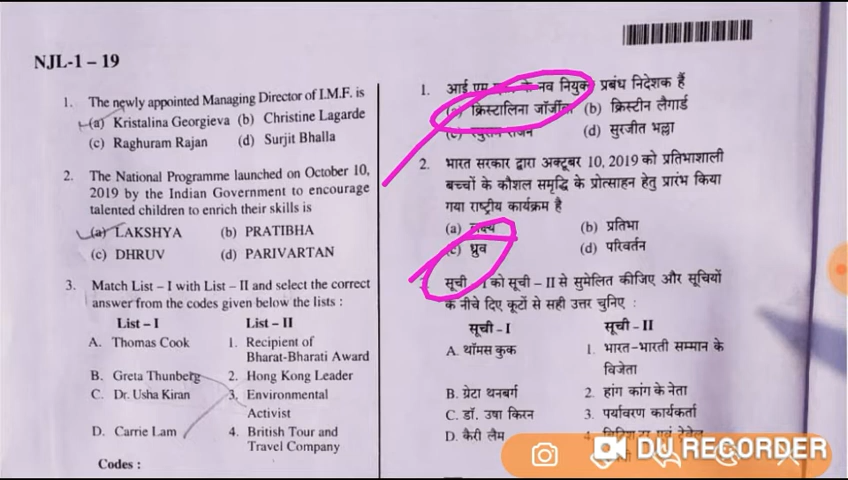 NJL-1 – 19
1. The newly appointed Managing Director of I.M.F. is
(a) Kristalina Georgieva (b) Christine Lagarde
(c) Raghuram Rajan (d) Surjit Bhalla
2. The National Programme launched on October 10,
2019 by the Indian Government to encourage
talented children to enrich their skills is
(a) LAKSHYA (b) PRATIBHA
(c) DHRUV (d) PARIVARTAN
3. Match List – I with List – II and select the correct
answer from the codes given below the lists :
List – I List – II
A. Thomas Cook 1. Recipient of
Bharat-Bharati Award
B. Greta Thunberg 2. Hong Kong Leader
C. Dr. Usha Kiran 3. Environmental
Activist
D. Carrie Lam 4. British Tour and
Travel Company
Codes :
1. आई नव नियुक्त प्रबंध निदेशक हैं
(a) क्रिस्टालिना जॉर्जीवा (b) क्रिस्टीन लैगार्ड
(d) सुरजीत भल्ला
2. भारत सरकार द्वारा अक्टूबर 10, 2019 को प्रतिभाशाली
बच्चों के कौशल समृद्धि के प्रोत्साहन हेतु प्रारंभ किया
गया राष्ट्रीय कार्यक्रम है
(a) लक्ष्य (b) प्रतिभा
(c) ध्रुव (d) परिवर्तन
सूची – I को सूची – II से सुमेलित कीजिए और सूचियों
के नीचे दिए कूटों से सही उत्तर चुनिए :
सूची - I सूची - II
A. थॉमस कुक 1. भारत-भारती सम्मान के
विजेता
B. ग्रेटा थनबर्ग 2. हांग कांग के नेता
C. डॉ. उषा किरन 3. पर्यावरण कार्यकर्ता
D. कैरी लैम 4.
DU RECORDER